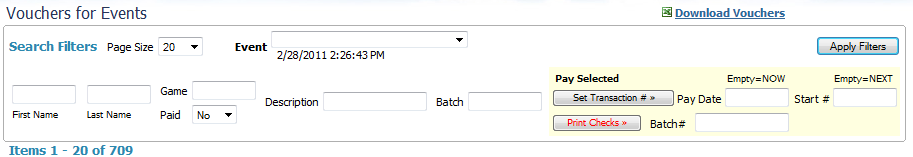 Vouchers for Events
Download Vouchers
Search Filters Page Size 20 Event
2/28/2011 2:26:43 PM
Apply Filters
Pay Selected Empty=NOW Empty=NEXT
Game
Description Batch Set Transaction # » Pay Date Start #
First Name Last Name Paid No Print Checks » Batch#
Items 1 - 20 of 709